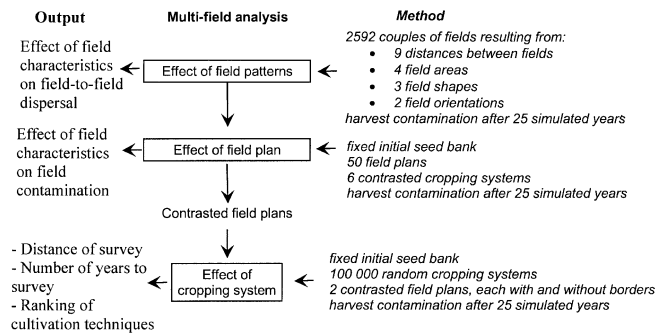 Output
Multi-field analysis
Method
Effect of field
characteristics
on field-to-field
dispersal
Effect of field patterns
2592 couples of fields resulting from:
• 9 distances between fields
• 4 field areas
• 3 field shapes
• 2 field orientations
harvest contamination after 25 simulated years
Effect of field
characteristics
on field
contamination
Effect of field plan
fixed initial seed bank
50 field plans
6 contrasted cropping systems
harvest contamination after 25 simulated years
Contrasted field plans
- Distance of survey
- Number of years to
survey
- Ranking of
cultivation techniques
Effect of
cropping system
fixed initial seed bank
100 000 random cropping systems
2 contrasted field plans, each with and without borders
harvest contamination after 25 simulated years